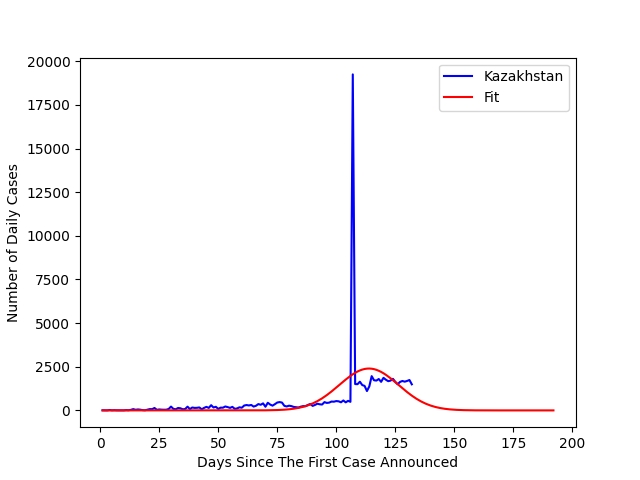 20000
17500
15000
12500
10000
7500
5000
2500
0
Number of Daily Cases
Kazakhstan
Fit
0 25 50 75 100 125 150 175 200
Days Since The First Case Announced